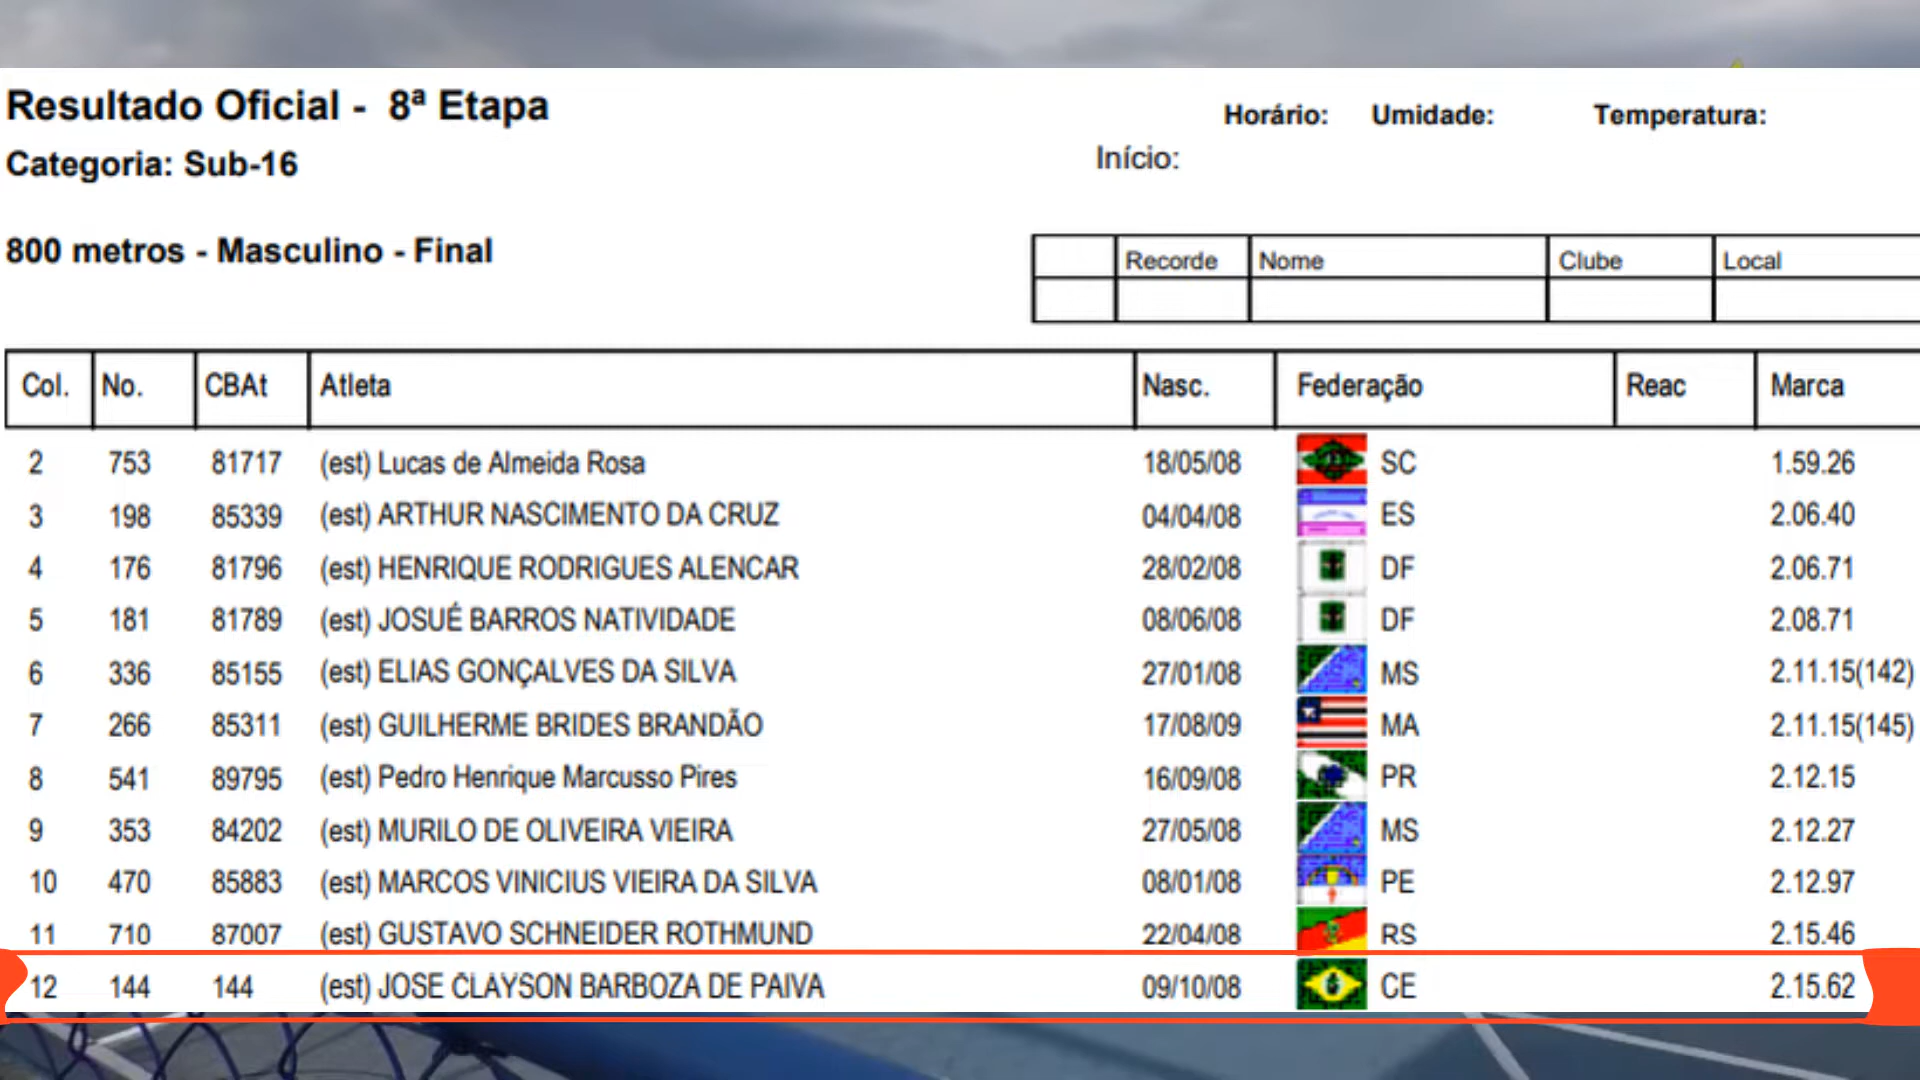 Resultado Oficial - 8ª Etapa
Horário: Umidade: Temperatura:
Categoria: Sub-16
Início:
800 metros - Masculino - Final
Recorde Nome Clube Local
Col. No. CBAt Atleta Nasc. Federação Reac Marca
2 753 81717 (est) Lucas de Almeida Rosa 18/05/08 SC 1.59.26
3 198 85339 (est) ARTHUR NASCIMENTO DA CRUZ 04/04/08 ES 2.06.40
4 176 81796 (est) HENRIQUE RODRIGUES ALENCAR 28/02/08 DF 2.06.71
5 181 81789 (est) JOSUÉ BARROS NATIVIDADE 08/06/08 DF 2.08.71
6 336 85155 (est) ELIAS GONÇALVES DA SILVA 27/01/08 MS 2.11.15(142)
7 266 85311 (est) GUILHERME BRIDES BRANDÃO 17/08/09 MA 2.11.15(145)
8 541 89795 (est) Pedro Henrique Marcusso Pires 16/09/08 PR 2.12.15
9 353 84202 (est) MURILO DE OLIVEIRA VIEIRA 27/05/08 MS 2.12.27
10 470 85883 (est) MARCOS VINICIUS VIEIRA DA SILVA 08/01/08 PE 2.12.97
11 710 87007 (est) GUSTAVO SCHNEIDER ROTHMUND 22/04/08 RS 2.15.46
12 144 144 (est) JOSE CLAYSON BARBOZA DE PAIVA 09/10/08 CE 2.15.62